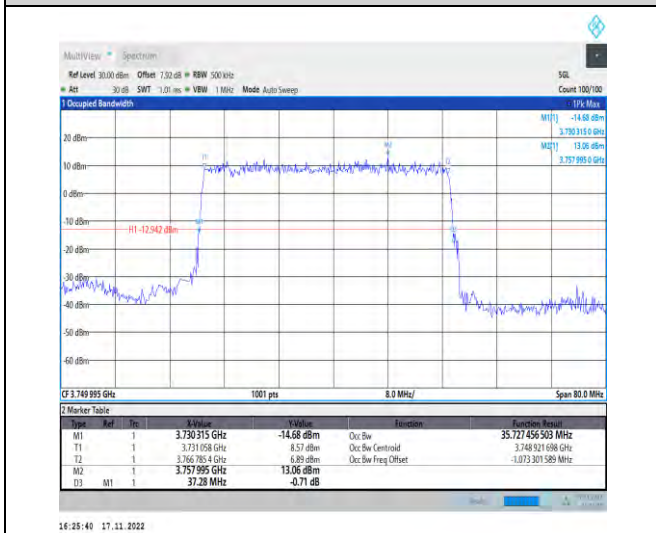 MultiView Spectrum
Ref Level 30.00 dBm Offset 7.92 dB RBW 500 kHz SGL
Att 30 dB SWT 1.01 ms VBW 1 MHz Mode Auto Sweep Count 100/100
1 Occupied Bandwidth 1Pk Max
M1[1] -14.68 dBm
3.730 315 0 GHz
M2[1] 13.06 dBm
3.757 995 0 GHz
20 dBm
T1 M2 T2
10 dBm
0 dBm
-10 dBm
M1
H1 -12.942 dBm
-20 dBm
-30 dBm
-40 dBm
-50 dBm
-60 dBm
CF 3.749 995 GHz 1001 pts 8.0 MHz/ Span 80.0 MHz
2 Marker Table
Type Ref Trc X-Value Y-Value Function Function Result
M1 1 3.730 315 GHz -14.68 dBm Occ Bw 35.727 456 503 MHz
T1 1 3.731 058 GHz 8.57 dBm Occ Bw Centroid 3.748 921 698 GHz
T2 1 3.766 785 4 GHz 6.89 dBm Occ Bw Freq Offset -1.073 301 589 MHz
M2 1 3.757 995 GHz 13.06 dBm
D3 M1 1 37.28 MHz -0.71 dB
16:25:40 17.11.2022